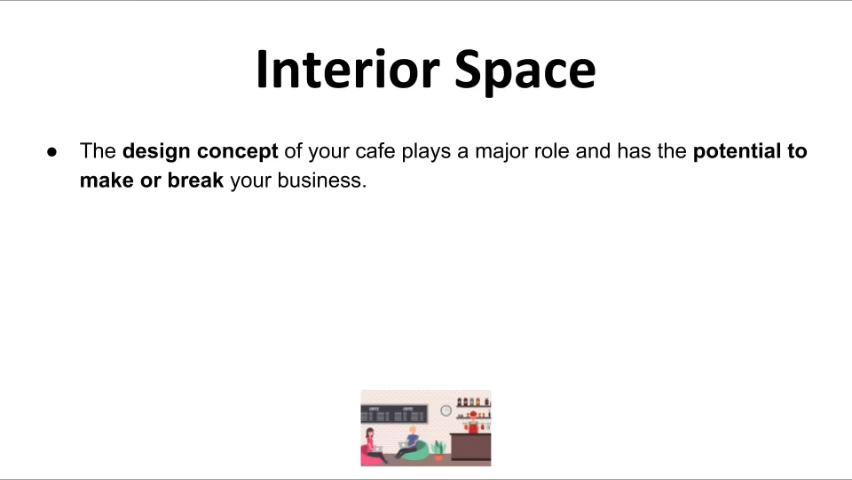 Interior Space
● The design concept of your cafe plays a major role and has the potential to
make or break your business.